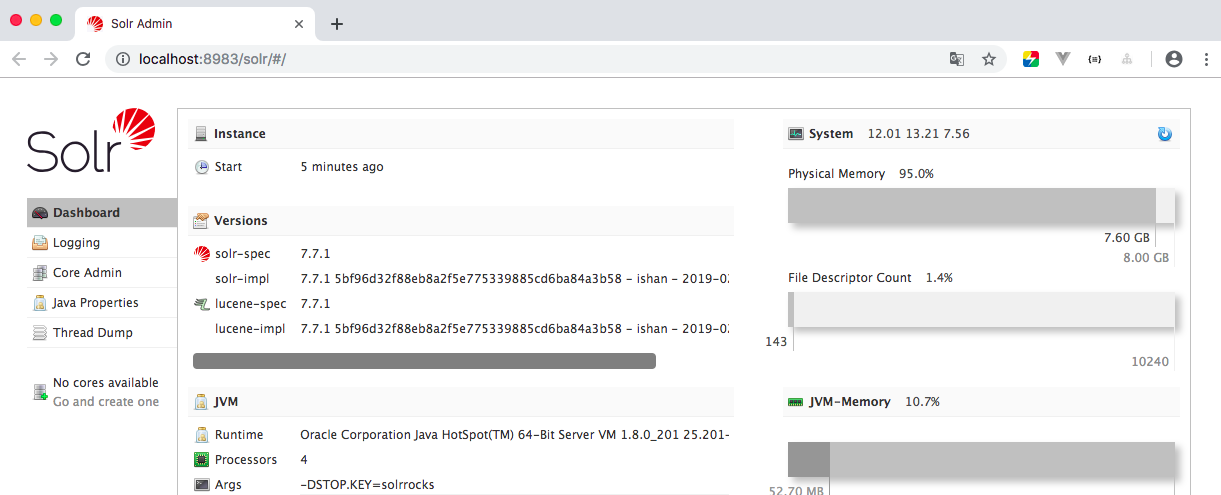 Solr Admin
localhost:8983/solr/#/
Solr
Dashboard
Logging
Core Admin
Java Properties
Thread Dump
No cores available
Go and create one
Instance
Start 5 minutes ago
Versions
solr-spec 7.7.1
solr-impl 7.7.1 5bf96d32f88eb8a2f5e775339885cd6ba84a3b58 - ishan - 2019-02
lucene-spec 7.7.1
lucene-impl 7.7.1 5bf96d32f88eb8a2f5e775339885cd6ba84a3b58 - ishan - 2019-02
JVM
Runtime Oracle Corporation Java HotSpot(TM) 64-Bit Server VM 1.8.0_201 25.201-
Processors 4
Args -DSTOP.KEY=solrrocks
System 12.01 13.21 7.56
Physical Memory 95.0%
7.60 GB
8.00 GB
File Descriptor Count 1.4%
143
10240
JVM-Memory 10.7%
52.70 MB